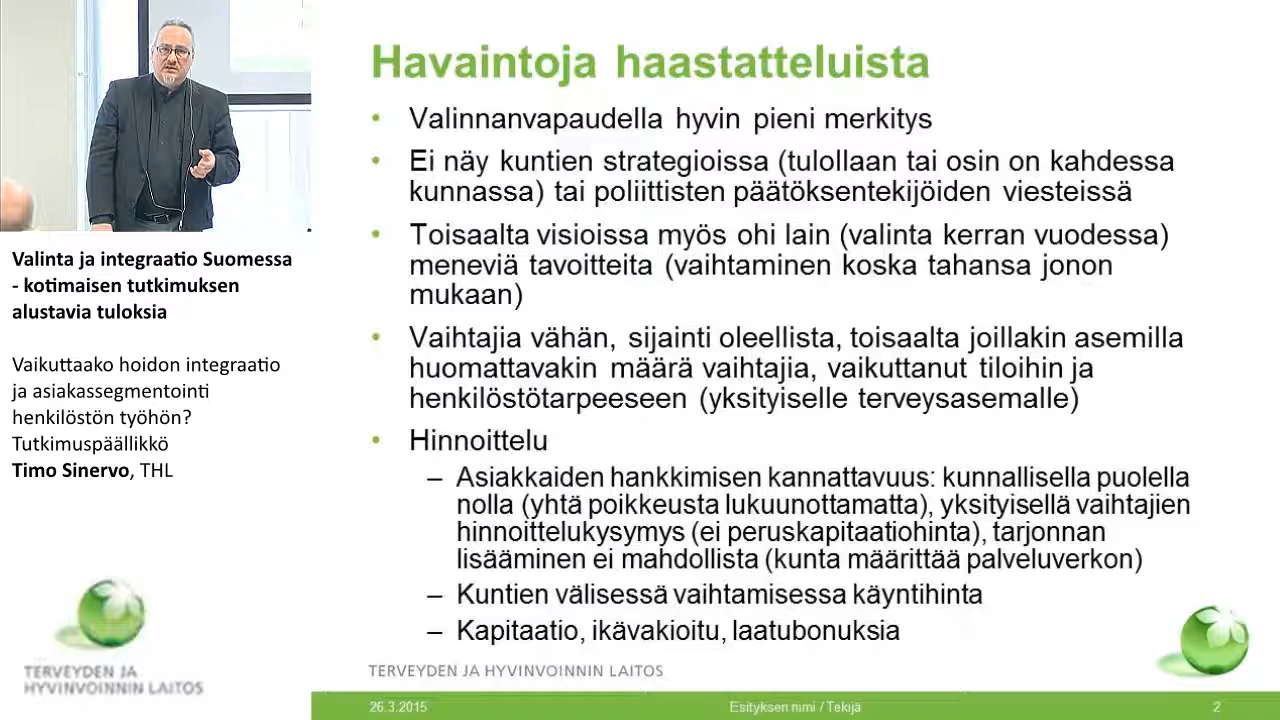 Havaintoja haastatteluista
• Valinnanvapaudella hyvin pieni merkitys
• Ei näy kuntien strategioissa (tulollaan tai osin on kahdessa
kunnassa) tai poliittisten päätöksentekijöiden viesteissä
• Toisaalta visioissa myös ohi lain (valinta kerran vuodessa)
meneviä tavoitteita (vaihtaminen koska tahansa jonon
mukaan)
• Vaihtajia vähän, sijainti oleellista, toisaalta joillakin asemilla
huomattavakin määrä vaihtajia, vaikuttanut tiloihin ja
henkilöstötarpeeseen (yksityiselle terveysasemalle)
• Hinnoittelu
– Asiakkaiden hankkimisen kannattavuus: kunnallisella puolella
nolla (yhtä poikkeusta lukuunottamatta), yksityisellä vaihtajien
hinnoittelukysymys (ei peruskapitaatiohinta), tarjonnan
lisääminen ei mahdollista (kunta määrittää palveluverkon)
– Kuntien välisessä vaihtamisessa käyntihinta
– Kapitaatio, ikävakioitu, laatubonuksia
TERVEYDEN JA HYVINVOINNIN LAITOS
26.3.2015 Esityksen nimi / Tekijä 2
Valinta ja integraatio Suomessa
- kotimaisen tutkimuksen
alustavia tuloksia
Vaikuttaako hoidon integraatio
ja asiakassegmentointi
henkilöstön työhön?
Tutkimuspäällikkö
Timo Sinervo, THL
TERVEYDEN JA
HYVINVOINNIN LAITOS